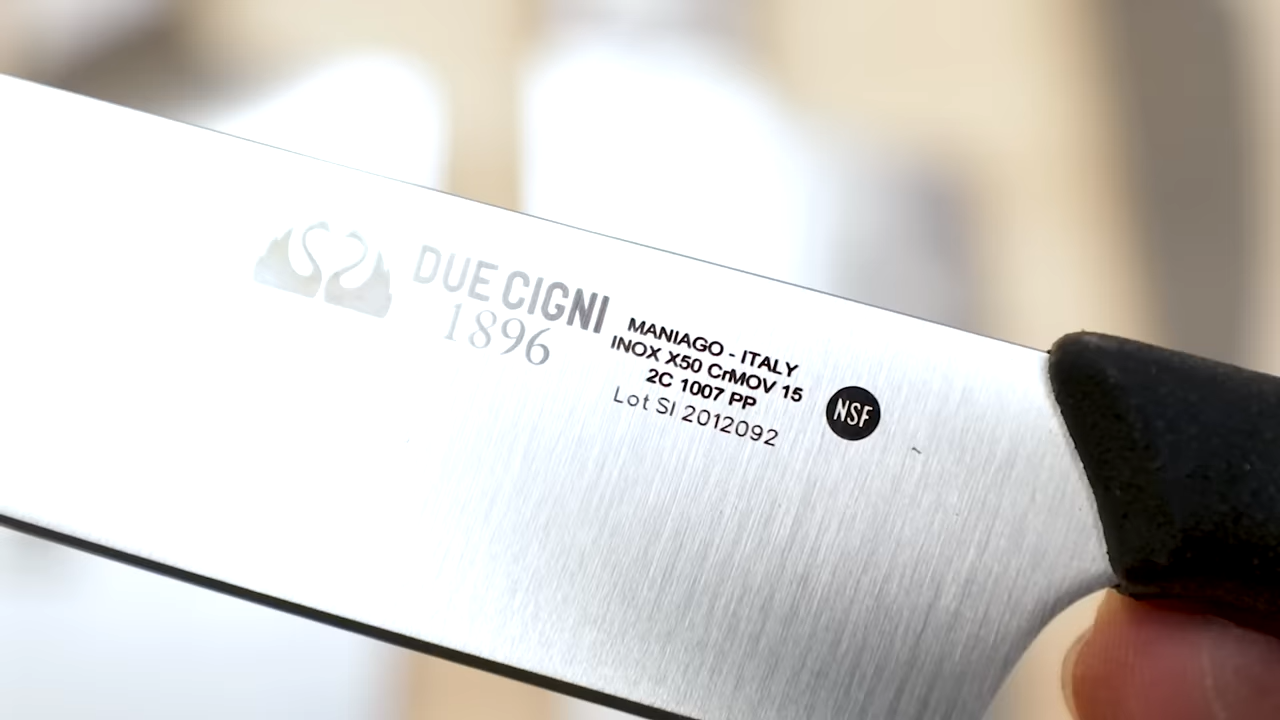 DUE CIGNI
1896
MANIAGO - ITALY
INOX X50 CrMOV 15
2C 1007 PP
Lot SI 2012092
NSF